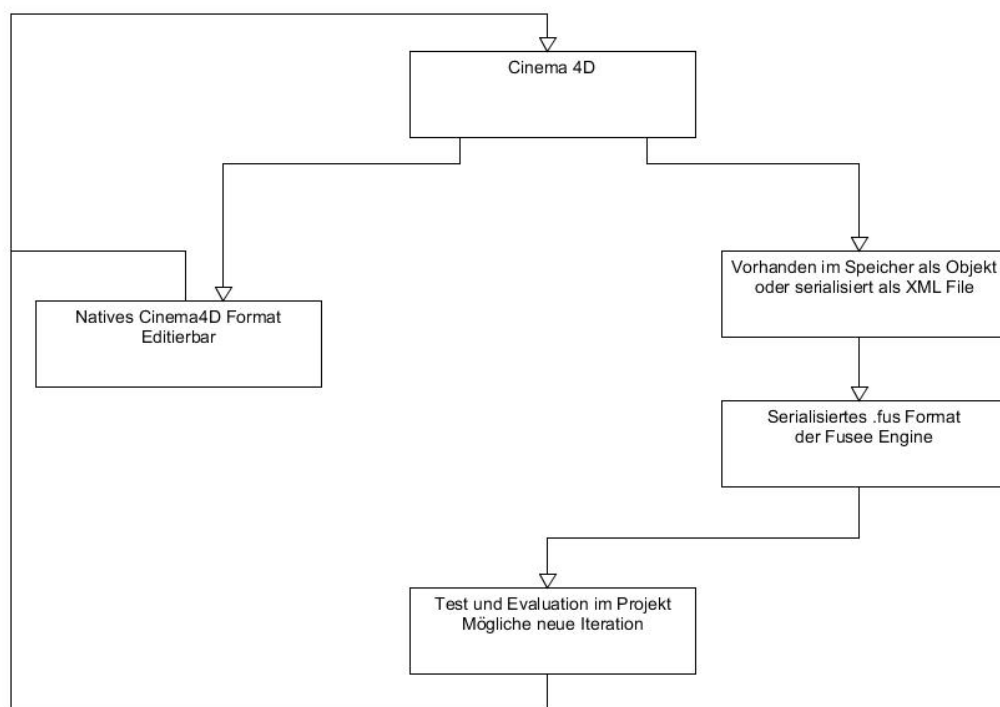 Cinema 4D
Natives Cinema4D Format
Editierbar
Vorhanden im Speicher als Objekt
oder serialisiert als XML File
Serialisiertes .fus Format
der Fusee Engine
Test und Evaluation im Projekt
Mögliche neue Iteration